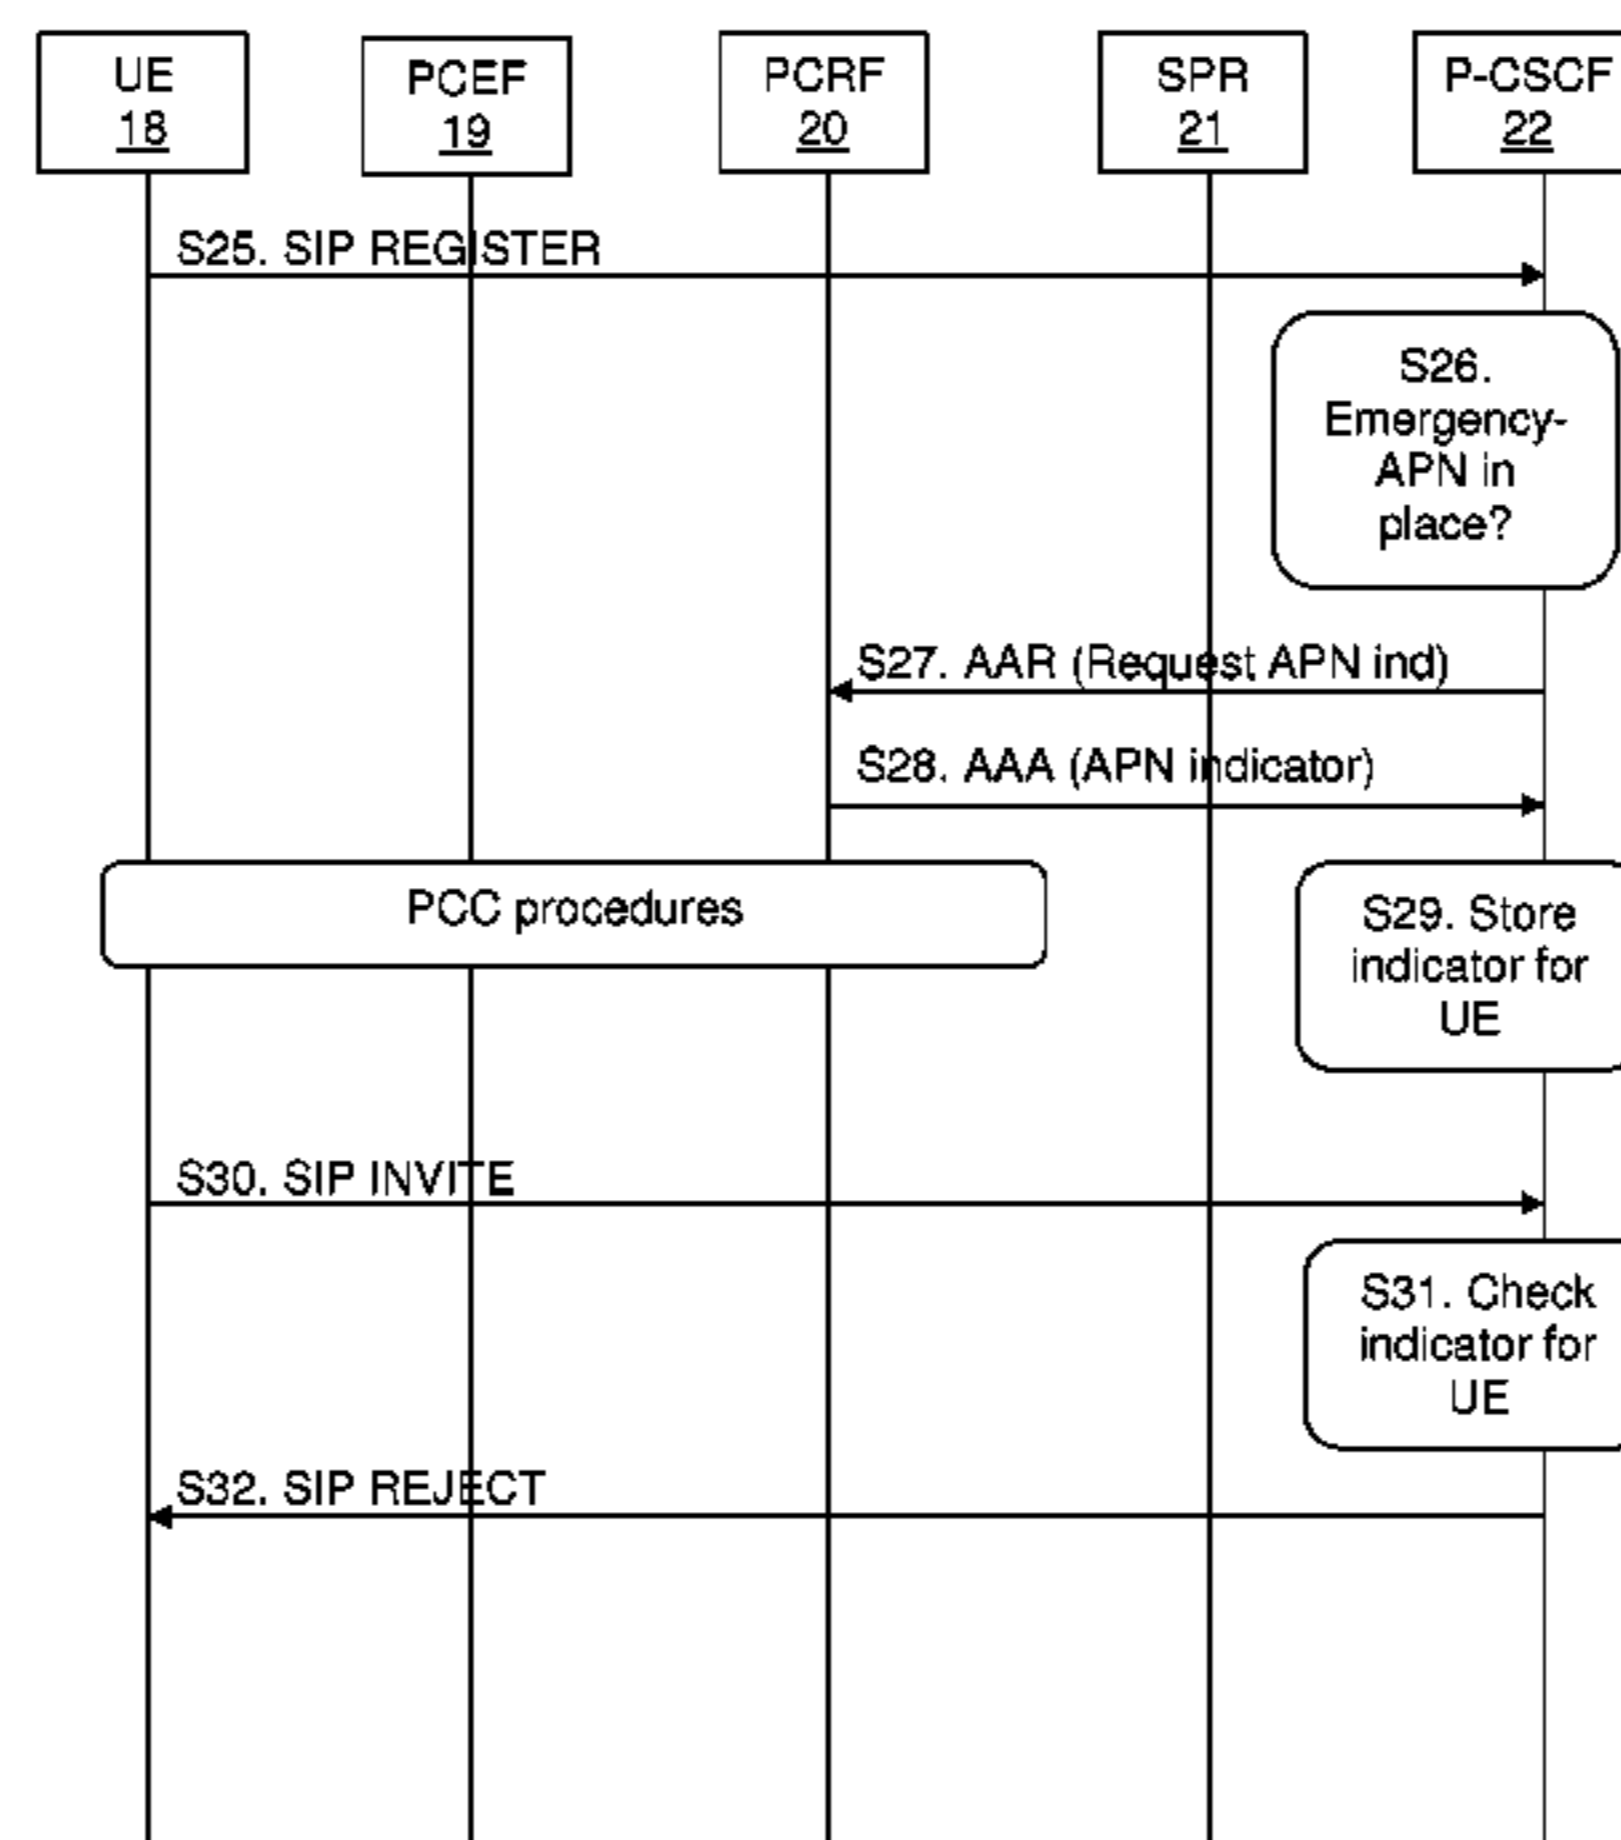 UE
18
PCEF
19
PCRF
20
SPR
21
P-CSCF
22
S25. SIP REGISTER
S26.
Emergency-
APN in
place?
S27. AAR (Request APN ind)
S28. AAA (APN indicator)
PCC procedures
S29. Store
indicator for
UE
S30. SIP INVITE
S31. Check
indicator for
UE
S32. SIP REJECT